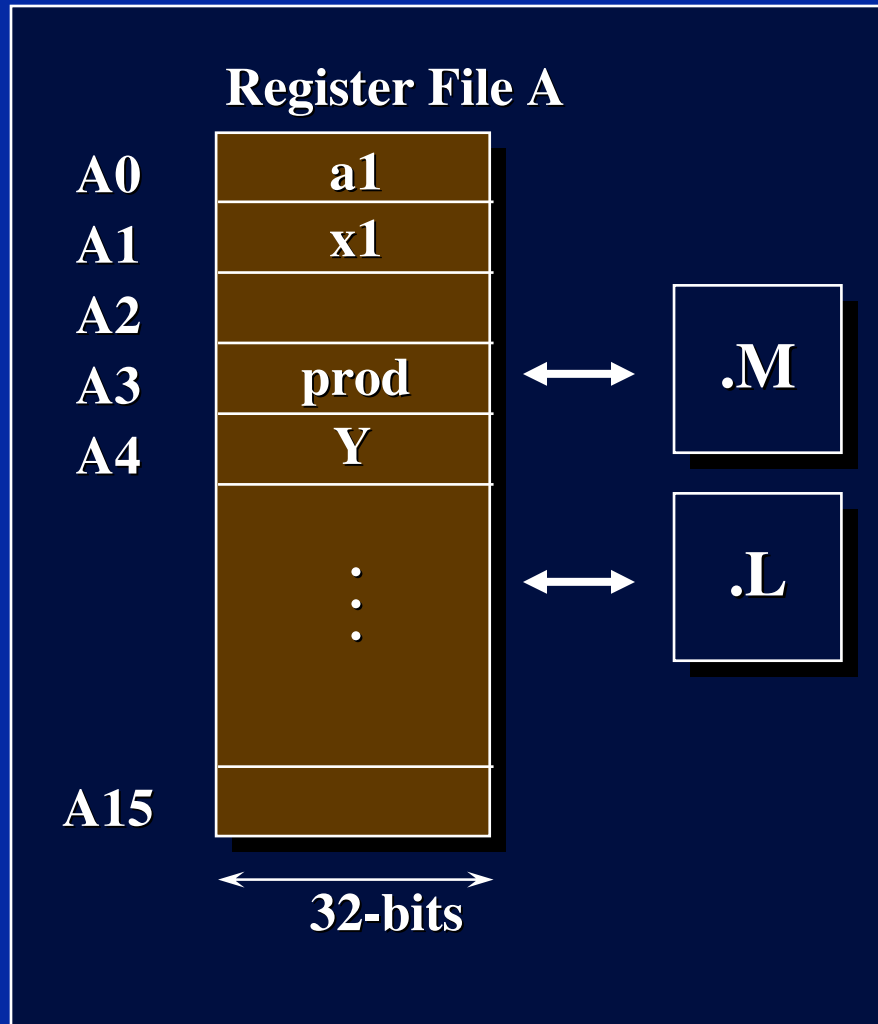 Register File A
A0 a1
A1 x1
A2
A3 prod
A4 Y
.M
.L
A15
32-bits